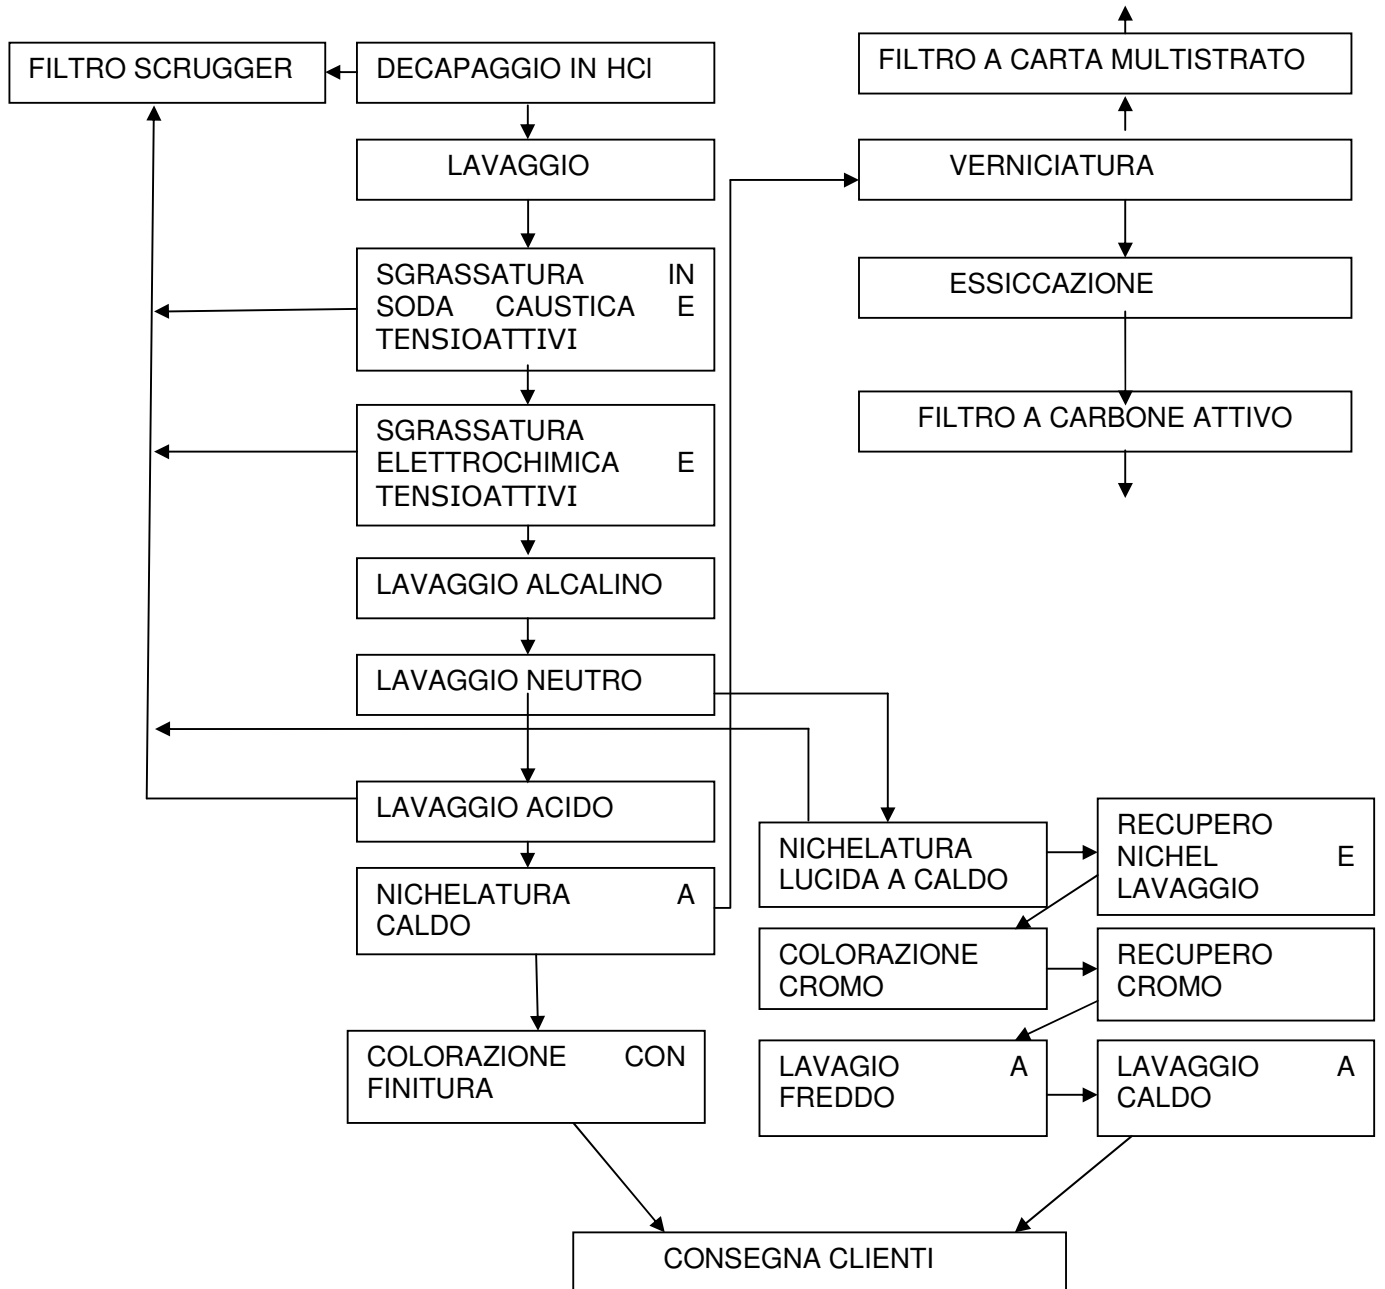 FILTRO SCRUGGER
DECAPAGGIO IN HCl
FILTRO A CARTA MULTISTRATO
LAVAGGIO
VERNICIATURA
SGRASSATURA IN
SODA CAUSTICA E
TENSIOATTIVI
ESSICCAZIONE
SGRASSATURA
ELETTROCHIMICA E
TENSIOATTIVI
FILTRO A CARBONE ATTIVO
LAVAGGIO ALCALINO
LAVAGGIO NEUTRO
LAVAGGIO ACIDO
NICHELATURA A
CALDO
NICHELATURA
LUCIDA A CALDO
RECUPERO
NICHEL E
LAVAGGIO
COLORAZIONE
CROMO
RECUPERO
CROMO
COLORAZIONE CON
FINITURA
LAVAGIO A
FREDDO
LAVAGGIO A
CALDO
CONSEGNA CLIENTI